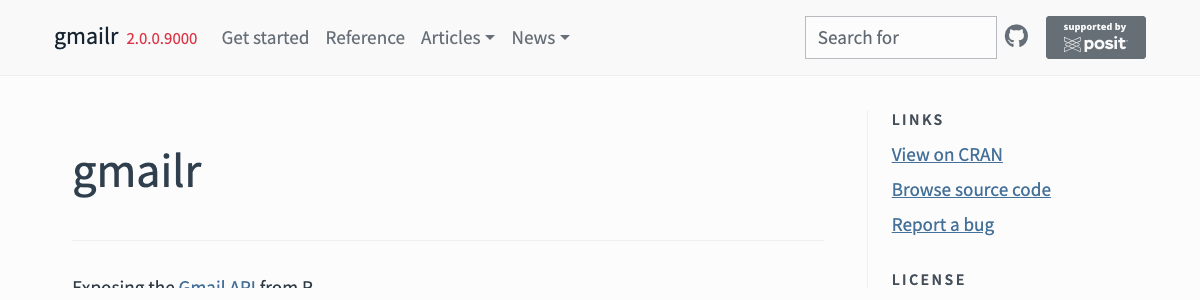 gmailr 2.0.0.9000 Get started Reference Articles News Search for supported by posit
gmailr
Exposing the Gmail API from R
LINKS
View on CRAN
Browse source code
Report a bug
LICENSE